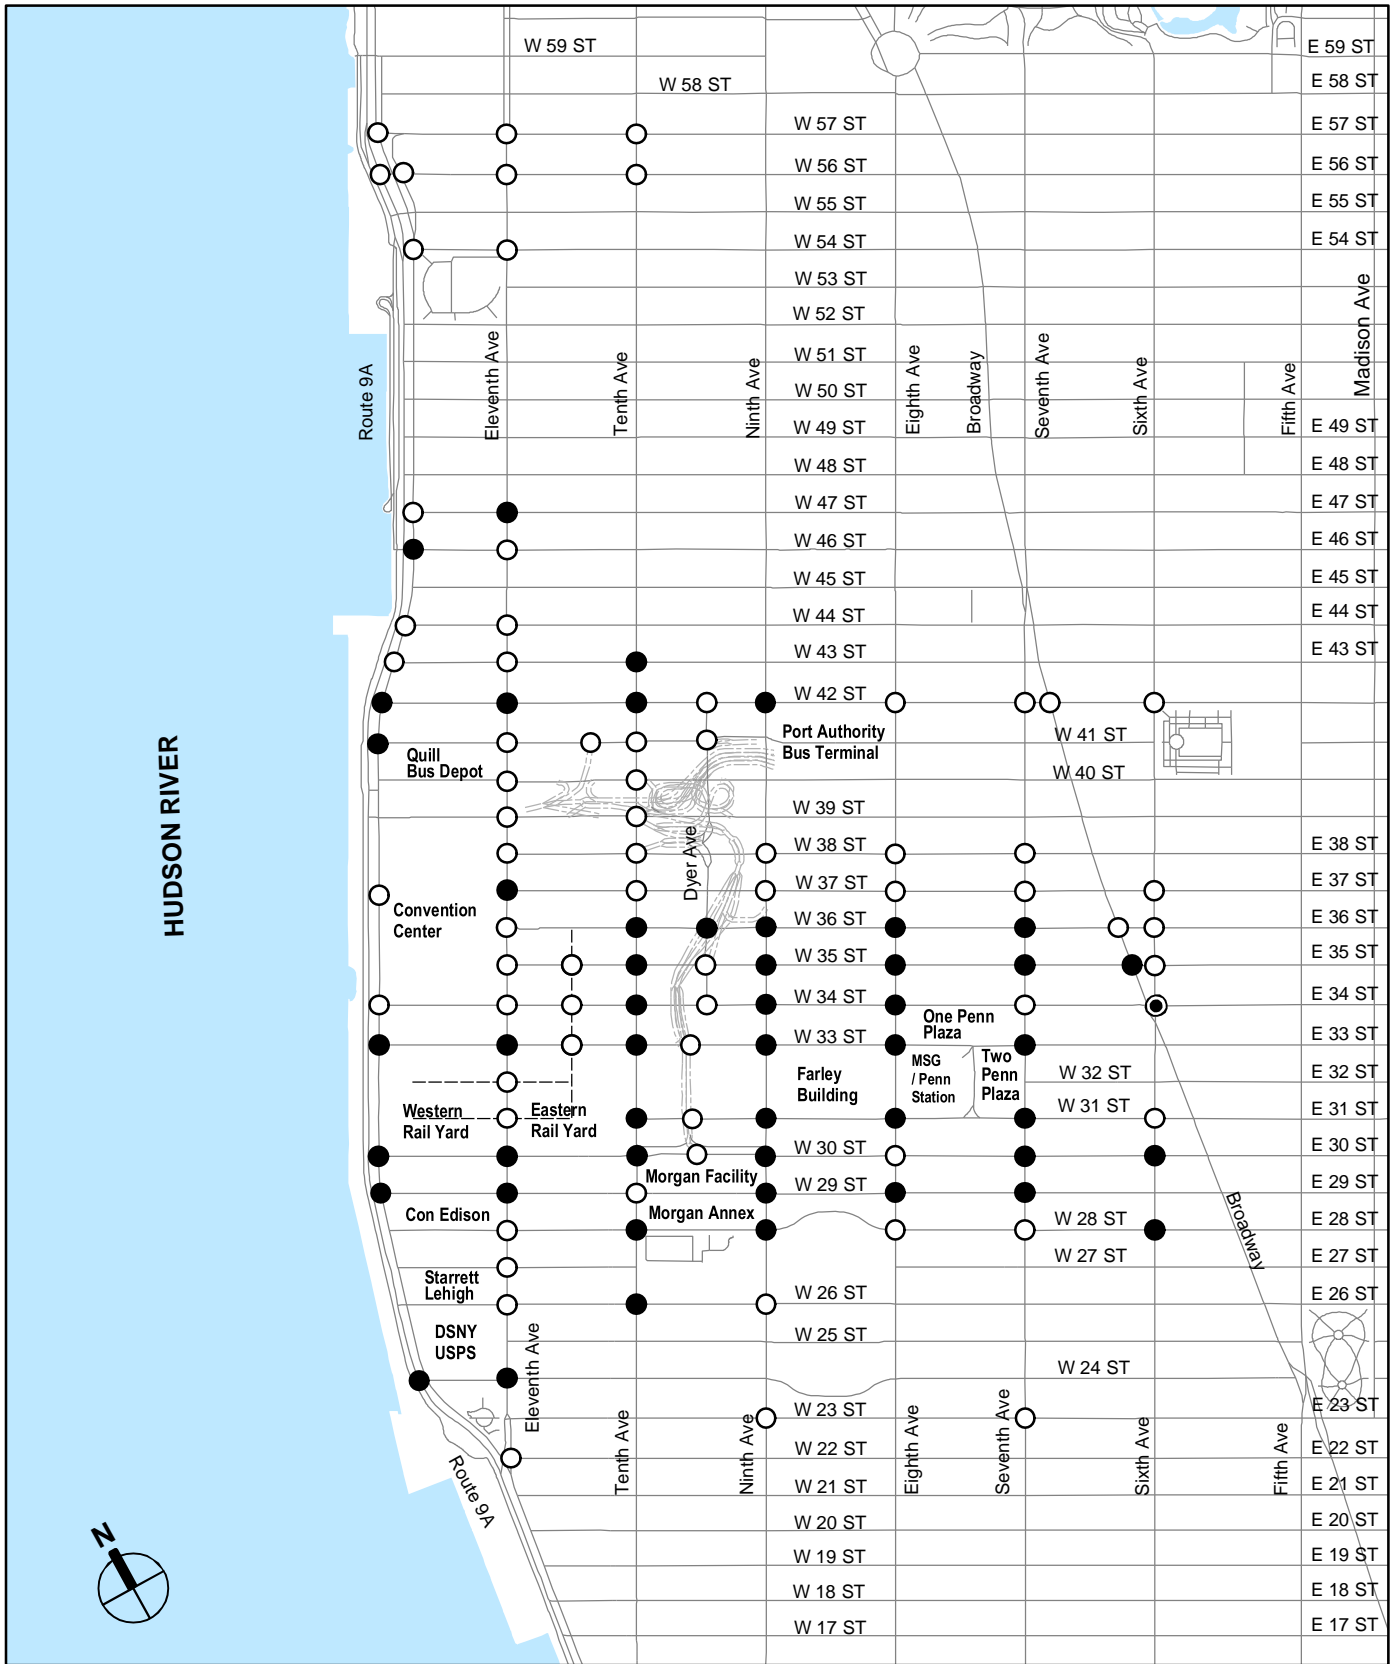 W 59 ST
E 59 ST
W 58 ST
E 58 ST
W 57 ST
E 57 ST
W 56 ST
E 56 ST
W 55 ST
E 55 ST
W 54 ST
E 54 ST
W 53 ST
W 52 ST
W 51 ST
W 50 ST
Route 9A
Eleventh Ave
Tenth Ave
Ninth Ave
Eighth Ave
Broadway
Seventh Ave
Sixth Ave
Fifth Ave
Madison Ave
W 49 ST
E 49 ST
W 48 ST
E 48 ST
W 47 ST
E 47 ST
W 46 ST
E 46 ST
W 45 ST
E 45 ST
W 44 ST
E 44 ST
W 43 ST
E 43 ST
W 42 ST
Port Authority
Bus Terminal
W 41 ST
Quill
Bus Depot
W 40 ST
HUDSON RIVER
W 39 ST
Dyer Ave
W 38 ST
E 38 ST
W 37 ST
E 37 ST
Convention
Center
W 36 ST
E 36 ST
W 35 ST
E 35 ST
W 34 ST
E 34 ST
One Penn
Plaza
W 33 ST
E 33 ST
MSG
/ Penn
Station
Two
Penn
Plaza
Farley
Building
W 32 ST
E 32 ST
Western
Rail Yard
Eastern
Rail Yard
W 31 ST
E 31 ST
W 30 ST
E 30 ST
Morgan Facility
W 29 ST
E 29 ST
Con Edison
Morgan Annex
W 28 ST
E 28 ST
Broadway
W 27 ST
E 27 ST
Starrett
Lehigh
W 26 ST
E 26 ST
DSNY
USPS
W 25 ST
W 24 ST
Eleventh Ave
W 23 ST
E 23 ST
Tenth Ave
Ninth Ave
Eighth Ave
Seventh Ave
Sixth Ave
Fifth Ave
W 22 ST
E 22 ST
Route 9A
W 21 ST
E 21 ST
W 20 ST
E 20 ST
N
W 19 ST
E 19 ST
W 18 ST
E 18 ST
W 17 ST
E 17 ST